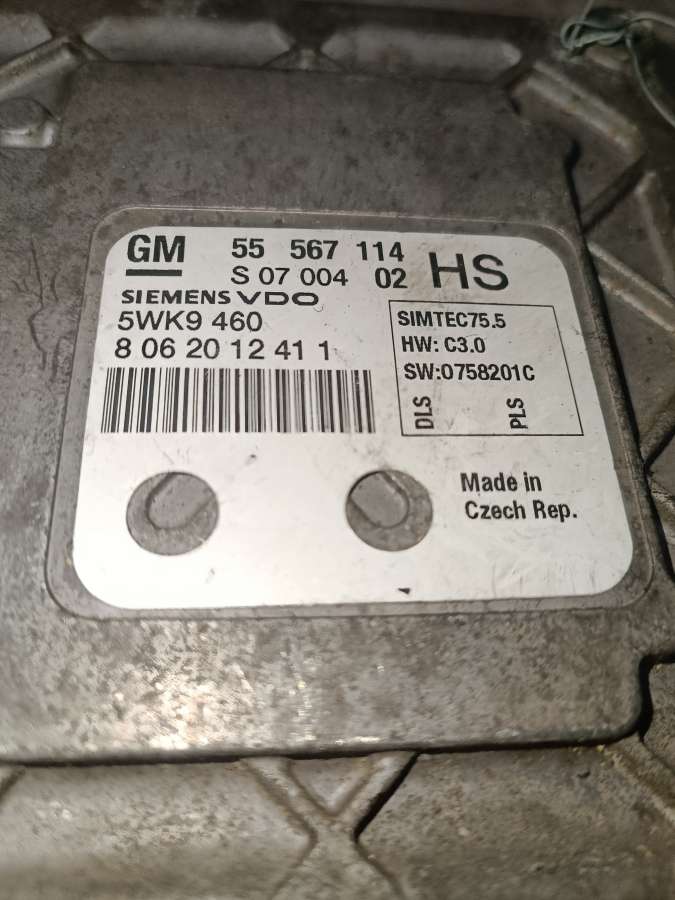 GM 55 567 114 HS
S 07 004 02
SIEMENS VDO
5WK9 460
8 06 20 12 41 1
SIMTEC75.5
HW: C3.0
SW:0758201C
DLS PLS
Made in
Czech Rep.